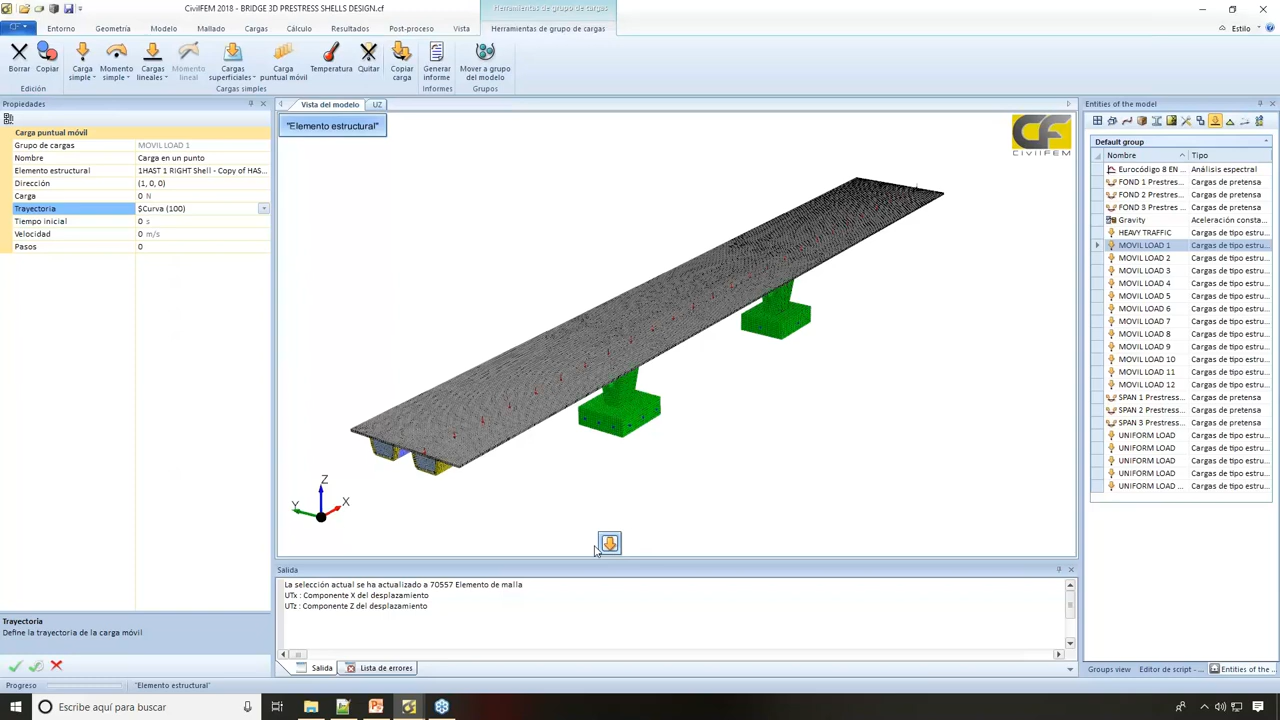 CivilFEM 2018 - BRIDGE 3D PRESTRESS SHELLS DESIGN.cf
Herramientas de grupo de cargas
CF
Entorno Geometría Modelo Mallado Cargas Cálculo Resultados Post-proceso Vista Herramientas de grupo de cargas
Estilo
Borrar Copiar Carga simple Momento simple Cargas lineales Momento lineal Cargas superficiales Carga puntual móvil Temperatura Quitar Copiar carga Generar informe Mover a grupo del modelo
Edición Cargas simples Informes Grupos
Propiedades
Carga puntual móvil
Grupo de cargas MOVIL LOAD 1
Nombre Carga en un punto
Elemento estructural 1HAST 1 RIGHT Shell - Copy of HAS...
Dirección (1, 0, 0)
Carga 0 N
Trayectoria $Curva (100)
Tiempo inicial 0 s
Velocidad 0 m/s
Pasos 0
Trayectoria
Define la trayectoria de la carga móvil
Progreso "Elemento estructural"
Vista del modelo UZ
"Elemento estructural"
CIVILFEM
Z
Y
X
Salida
La selección actual se ha actualizado a 70557 Elemento de malla
UTx : Componente X del desplazamiento
UTz : Componente Z del desplazamiento
Salida Lista de errores
Entities of the model
Default group
Nombre Tipo
Eurocódigo 8 EN ... Análisis espectral
FOND 1 Prestres... Cargas de pretensa
FOND 2 Prestres... Cargas de pretensa
FOND 3 Prestres... Cargas de pretensa
Gravity Aceleración consta...
HEAVY TRAFFIC Cargas de tipo estru...
MOVIL LOAD 1 Cargas de tipo estru...
MOVIL LOAD 2 Cargas de tipo estru...
MOVIL LOAD 3 Cargas de tipo estru...
MOVIL LOAD 4 Cargas de tipo estru...
MOVIL LOAD 5 Cargas de tipo estru...
MOVIL LOAD 6 Cargas de tipo estru...
MOVIL LOAD 7 Cargas de tipo estru...
MOVIL LOAD 8 Cargas de tipo estru...
MOVIL LOAD 9 Cargas de tipo estru...
MOVIL LOAD 10 Cargas de tipo estru...
MOVIL LOAD 11 Cargas de tipo estru...
MOVIL LOAD 12 Cargas de tipo estru...
SPAN 1 Prestress... Cargas de pretensa
SPAN 2 Prestress... Cargas de pretensa
SPAN 3 Prestress... Cargas de pretensa
UNIFORM LOAD Cargas de tipo estru...
UNIFORM LOAD Cargas de tipo estru...
UNIFORM LOAD Cargas de tipo estru...
UNIFORM LOAD Cargas de tipo estru...
UNIFORM LOAD ... Cargas de tipo estru...
Groups view Editor de script -... Entities of the...
Escribe aquí para buscar